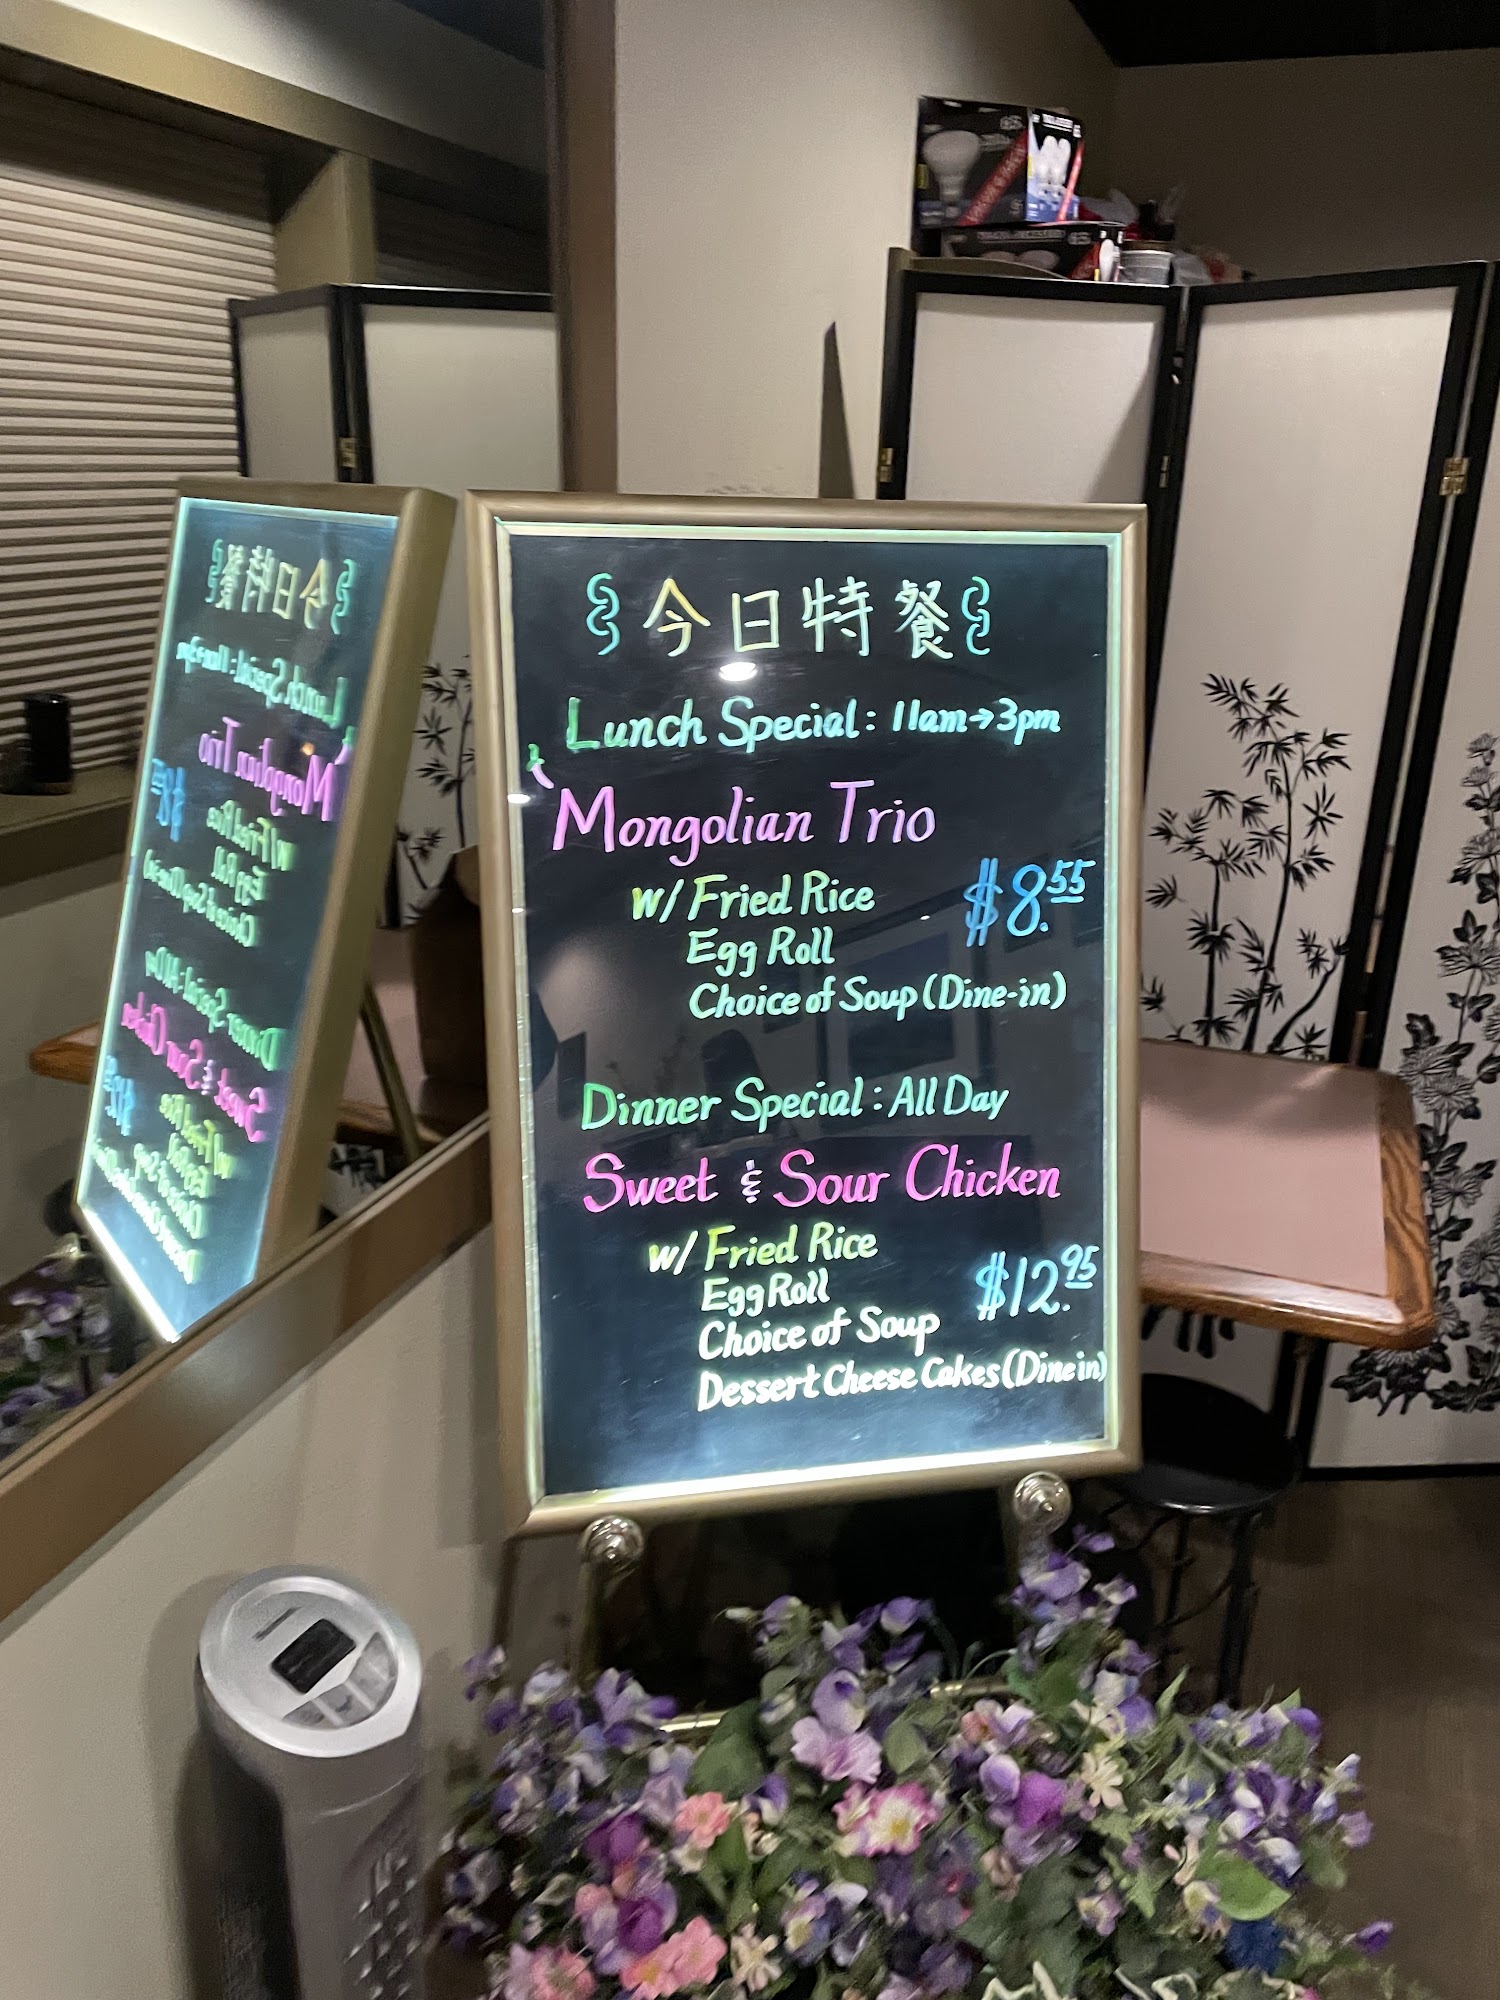 今日特餐
Lunch Special: 11am→3pm
Mongolian Trio
w/ Fried Rice
$8.55
Egg Roll
Choice of Soup (Dine-in)
Dinner Special: All Day
Sweet & Sour Chicken
w/ Fried Rice
Egg Roll
$12.95
Choice of Soup
Dessert Cheese Cakes (Dine in)